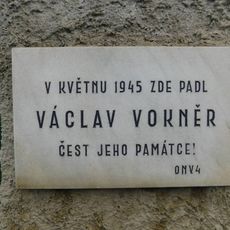 V KVĚTNU 1945 ZDE PADL
VÁCLAV VOKNĚR
ČEST JEHO PAMÁTCE!
ONV4